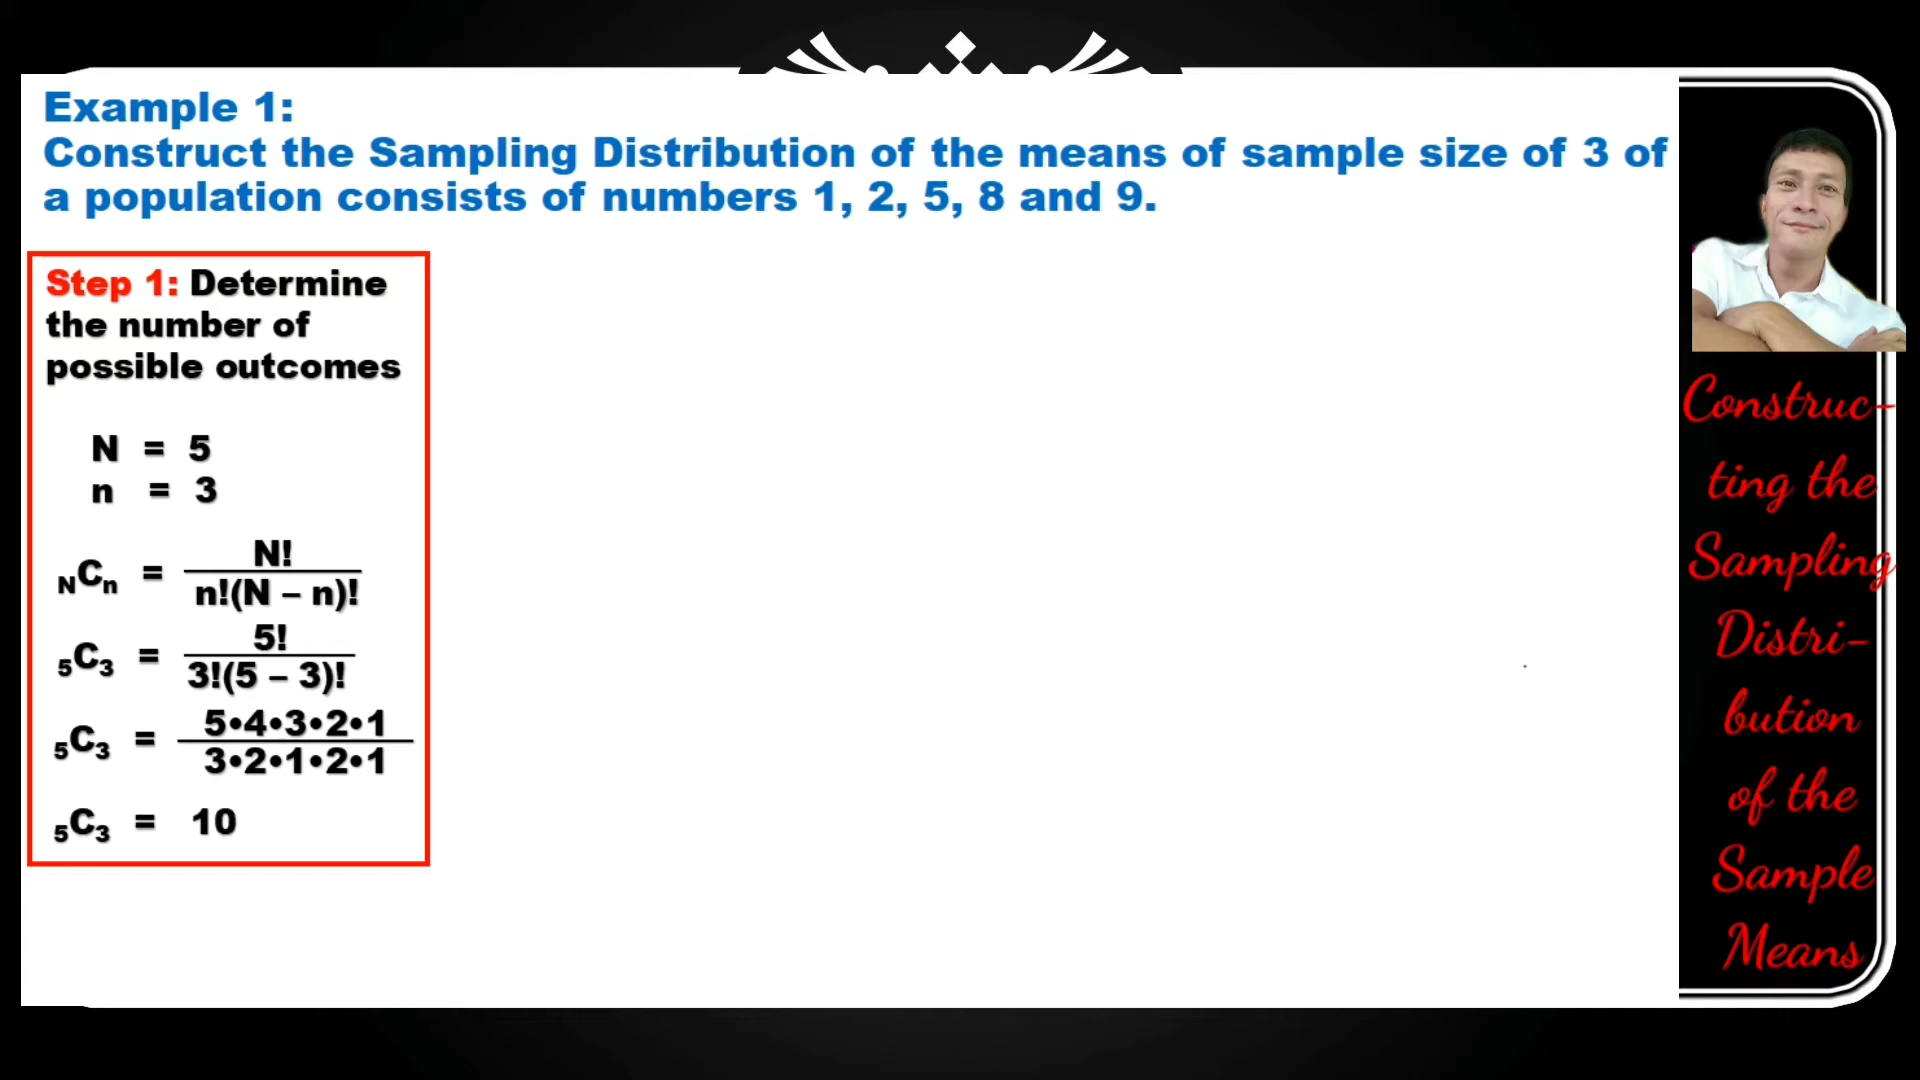 Example 1:
Construct the Sampling Distribution of the means of sample size of 3 of
a population consists of numbers 1, 2, 5, 8 and 9.
Step 1: Determine
the number of
possible outcomes
N = 5
n = 3
NCn = N!
n!(N – n)!
5C3 = 5!
3!(5 – 3)!
5C3 = 5•4•3•2•1
3•2•1•2•1
5C3 = 10
Construc-
ting the
Sampling
Distri-
bution
of the
Sample
Means